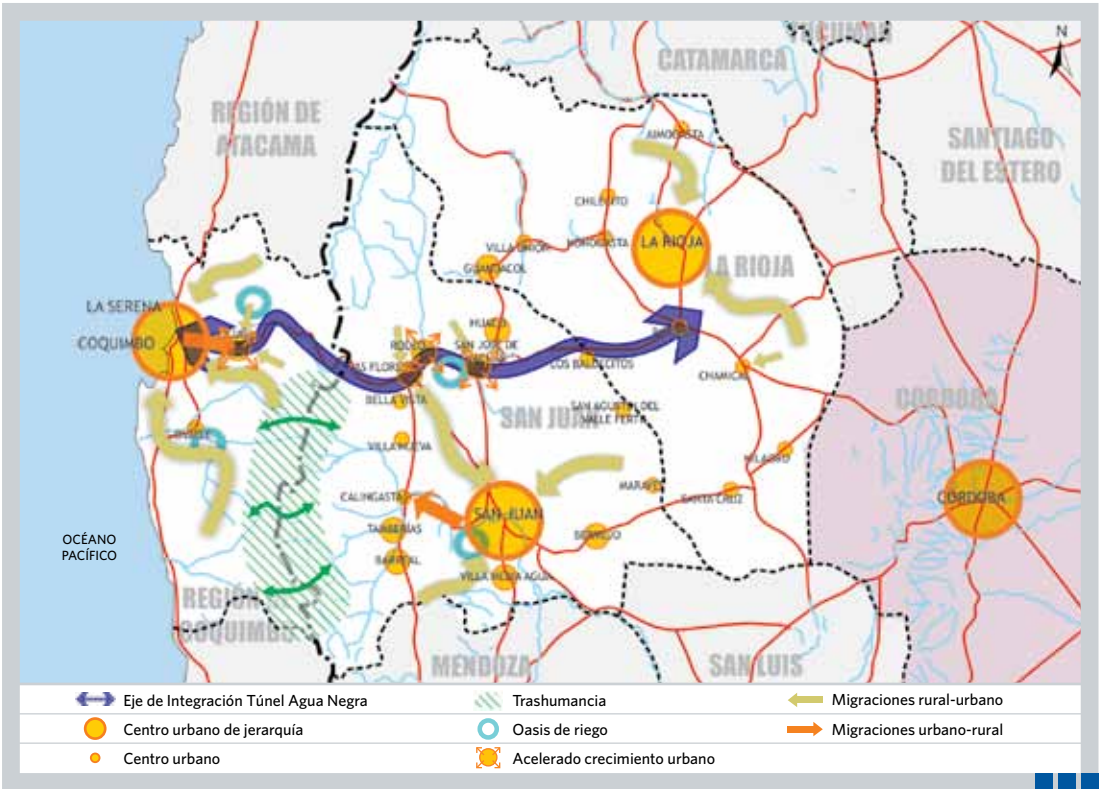 N
TUCUMÁN
CATAMARCA
REGIÓN DE
ATACAMA
SANTIAGO
DEL ESTERO
AIMOGASTA
CHILECITO
NONOGASTA
LA RIOJA
VILLA UNIÓN
GUANDACOL
LA RIOJA
LA SERENA
HUACO
COQUIMBO
RODEO
SAN JOSÉ DE
LAS FLORES
LOS BALDECITOS
CHAMICAL
BELLA VISTA
SAN AGUSTÍN DEL
VALLE FÉRTIL
SAN JUAN
CÓRDOBA
OVALLE
VILLA NUEVA
MILAGRO
MARAYES
CALINGASTA
SANTA CRUZ
CÓRDOBA
SAN JUAN
TAMBERÍAS
BERMEJO
OCÉANO
PACÍFICO
BARREAL
VILLA MEDIA AGUA
REGIÓN
COQUIMBO
MENDOZA
SAN LUIS
Eje de Integración Túnel Agua Negra
Trashumancia
Migraciones rural-urbano
Centro urbano de jerarquía
Oasis de riego
Migraciones urbano-rural
Centro urbano
Acelerado crecimiento urbano